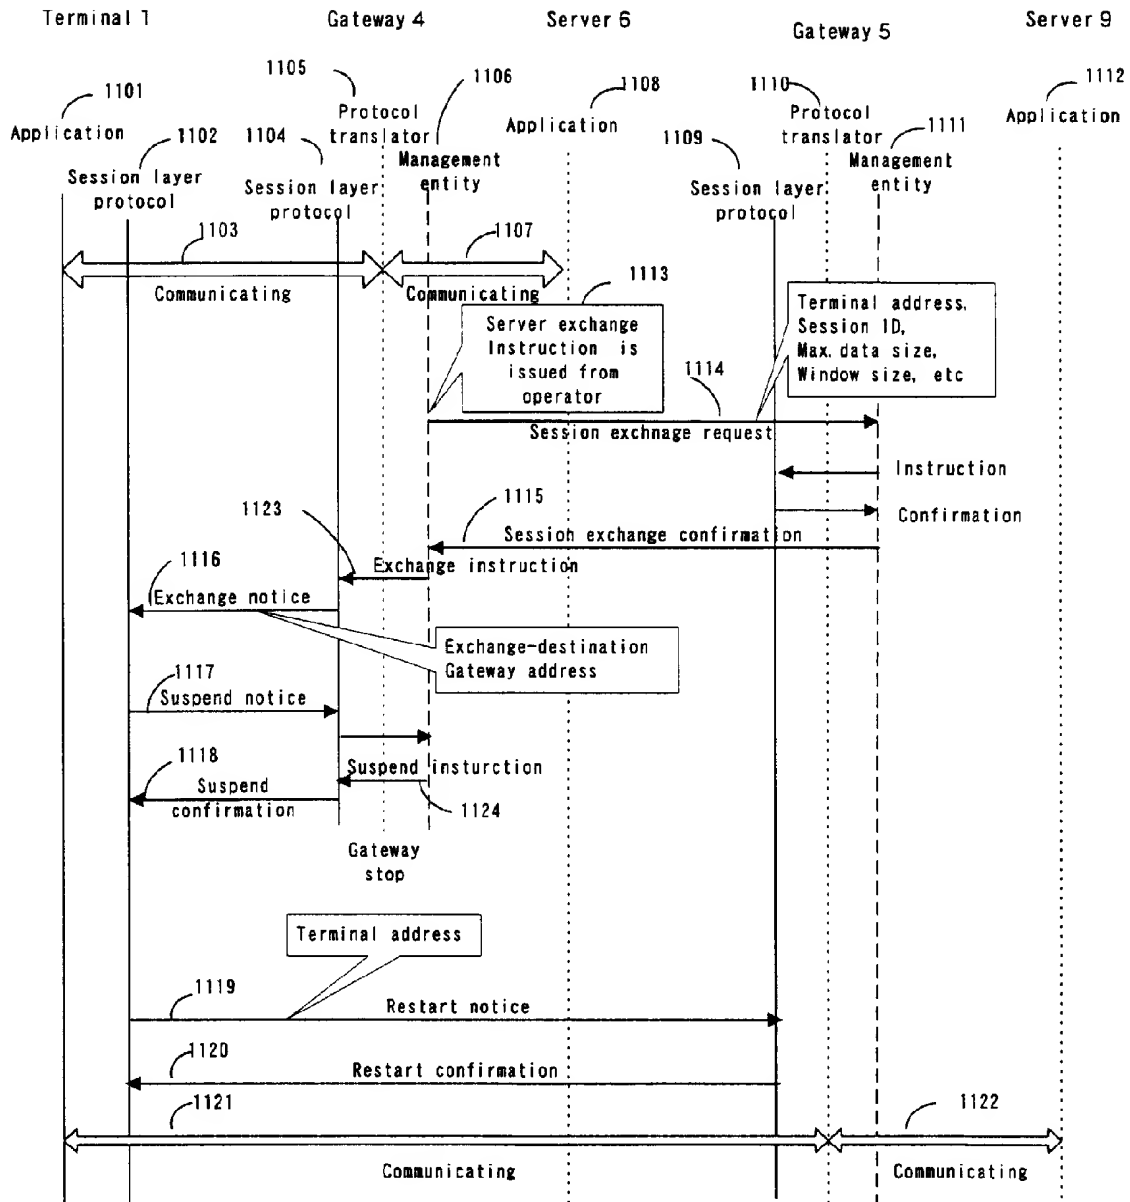 Terminal 1
Gateway 4
Server 6
Gateway 5
Server 9
1101
Application
1102
Session layer
protocol
1104
Session layer
protocol
1105
Protocol
translator
1106
Management
entity
1108
Application
1109
Session layer
protocol
1110
Protocol
translator
1111
Management
entity
1112
Application
1103
Communicating
1107
Communicating
1113
Server exchange
Instruction is
issued from
operator
Terminal address,
Session ID,
Max. data size,
Window size, etc
1114
Session exchnage request
Instruction
Confirmation
1115
Session exchange confirmation
1123
Exchange instruction
1116
Exchange notice
Exchange-destination
Gateway address
1117
Suspend notice
Suspend insturction
1124
1118
Suspend
confirmation
Gateway
stop
Terminal address
1119
Restart notice
1120
Restart confirmation
1121
Communicating
1122
Communicating